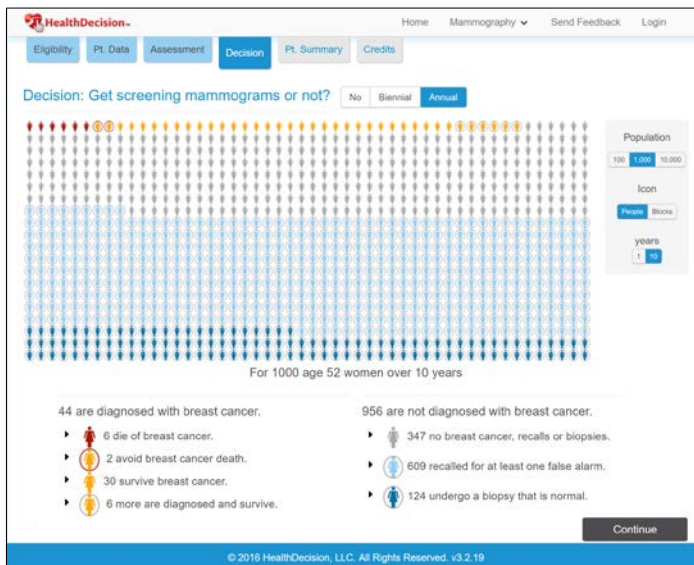 HealthDecision™
Home Mammography Send Feedback Login
Eligibility Pt. Data Assessment Decision Pt. Summary Credits
Decision: Get screening mammograms or not? No Biennial Annual
Population
100 1,000 10,000
Icon
People Blocks
years
1 10
For 1000 age 52 women over 10 years
44 are diagnosed with breast cancer.
6 die of breast cancer.
2 avoid breast cancer death.
30 survive breast cancer.
6 more are diagnosed and survive.
956 are not diagnosed with breast cancer.
347 no breast cancer, recalls or biopsies.
609 recalled for at least one false alarm.
124 undergo a biopsy that is normal.
Continue
© 2016 HealthDecision, LLC. All Rights Reserved. v3.2.19